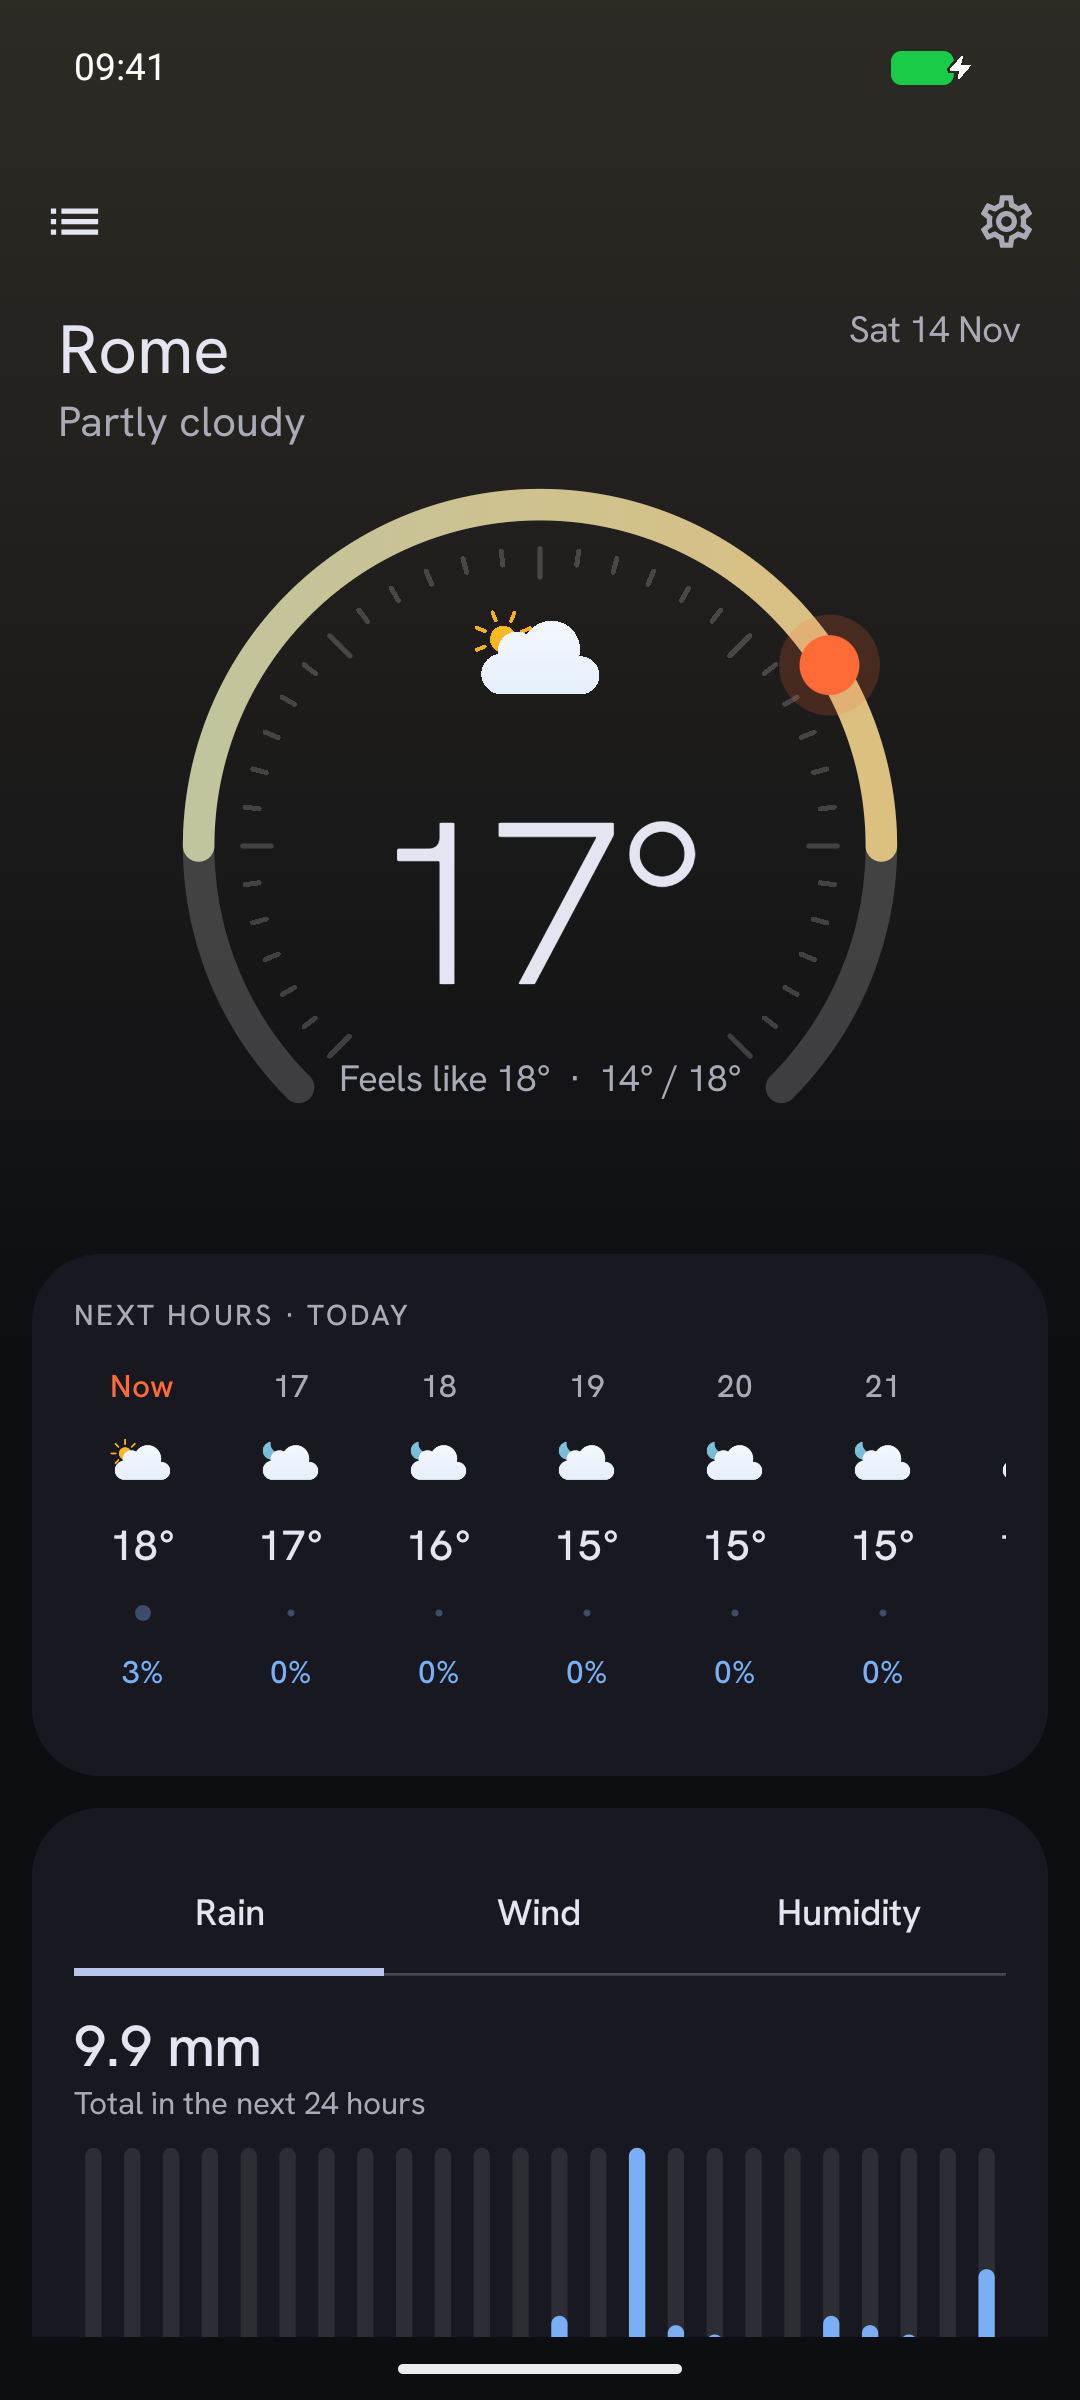 09:41
Rome
Sat 14 Nov
Partly cloudy
17°
Feels like 18° · 14° / 18°
NEXT HOURS · TODAY
Now 17 18 19 20 21
18° 17° 16° 15° 15° 15°
3% 0% 0% 0% 0% 0%
Rain Wind Humidity
9.9 mm
Total in the next 24 hours